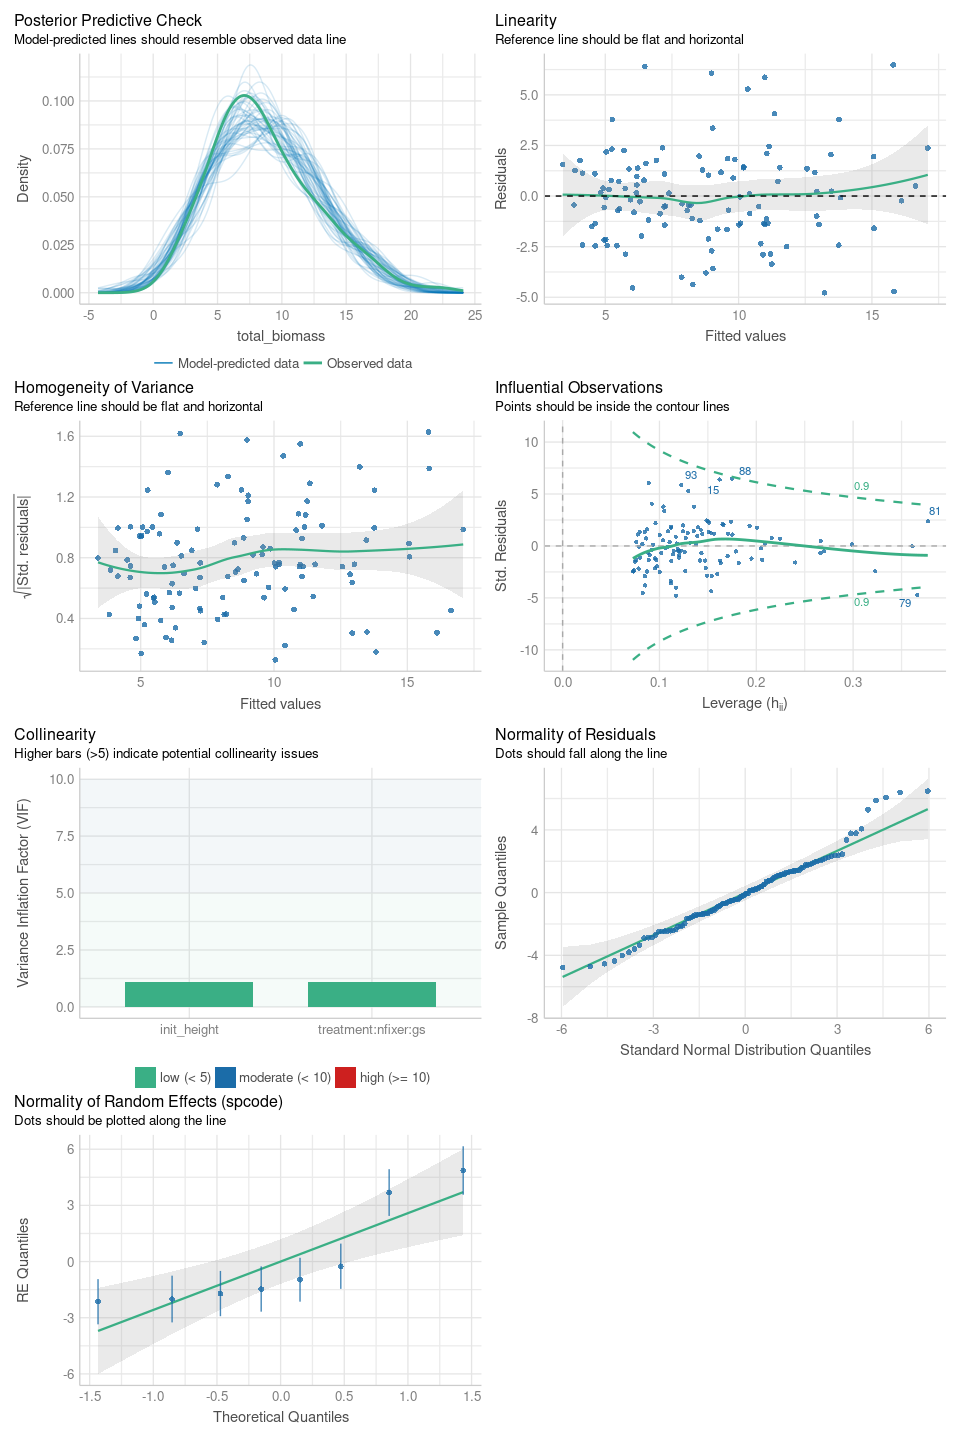 Posterior Predictive Check
Model-predicted lines should resemble observed data line
Density
0.100
0.075
0.050
0.025
0.000
-5 0 5 10 15 20 25
total_biomass
Model-predicted data Observed data
Linearity
Reference line should be flat and horizontal
Residuals
5.0
2.5
0.0
-2.5
-5.0
5 10 15
Fitted values
Homogeneity of Variance
Reference line should be flat and horizontal
√|Std. residuals|
1.6
1.2
0.8
0.4
5 10 15
Fitted values
Influential Observations
Points should be inside the contour lines
Std. Residuals
10
5
0
-5
-10
93 88
15
0.9
81
0.9
79
0.0 0.1 0.2 0.3
Leverage (hii)
Collinearity
Higher bars (>5) indicate potential collinearity issues
Variance Inflation Factor (VIF)
10.0
7.5
5.0
2.5
0.0
init_height treatment:nfixer:gs
low (< 5) moderate (< 10) high (>= 10)
Normality of Residuals
Dots should fall along the line
Sample Quantiles
4
0
-4
-8
-6 -3 0 3 6
Standard Normal Distribution Quantiles
Normality of Random Effects (spcode)
Dots should be plotted along the line
RE Quantiles
6
3
0
-3
-6
-1.5 -1.0 -0.5 0.0 0.5 1.0 1.5
Theoretical Quantiles